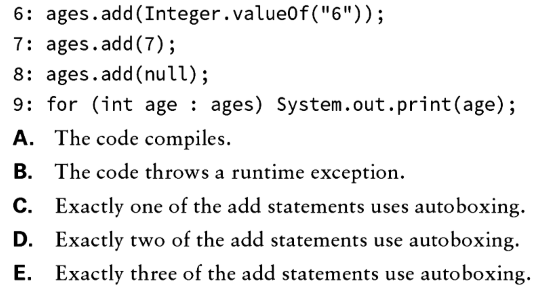 6: ages.add(Integer.valueOf("6"));
7: ages.add(7);
8: ages.add(null);
9: for (int age : ages) System.out.print(age);
A. The code compiles.
B. The code throws a runtime exception.
C. Exactly one of the add statements uses autoboxing.
D. Exactly two of the add statements use autoboxing.
E. Exactly three of the add statements use autoboxing.